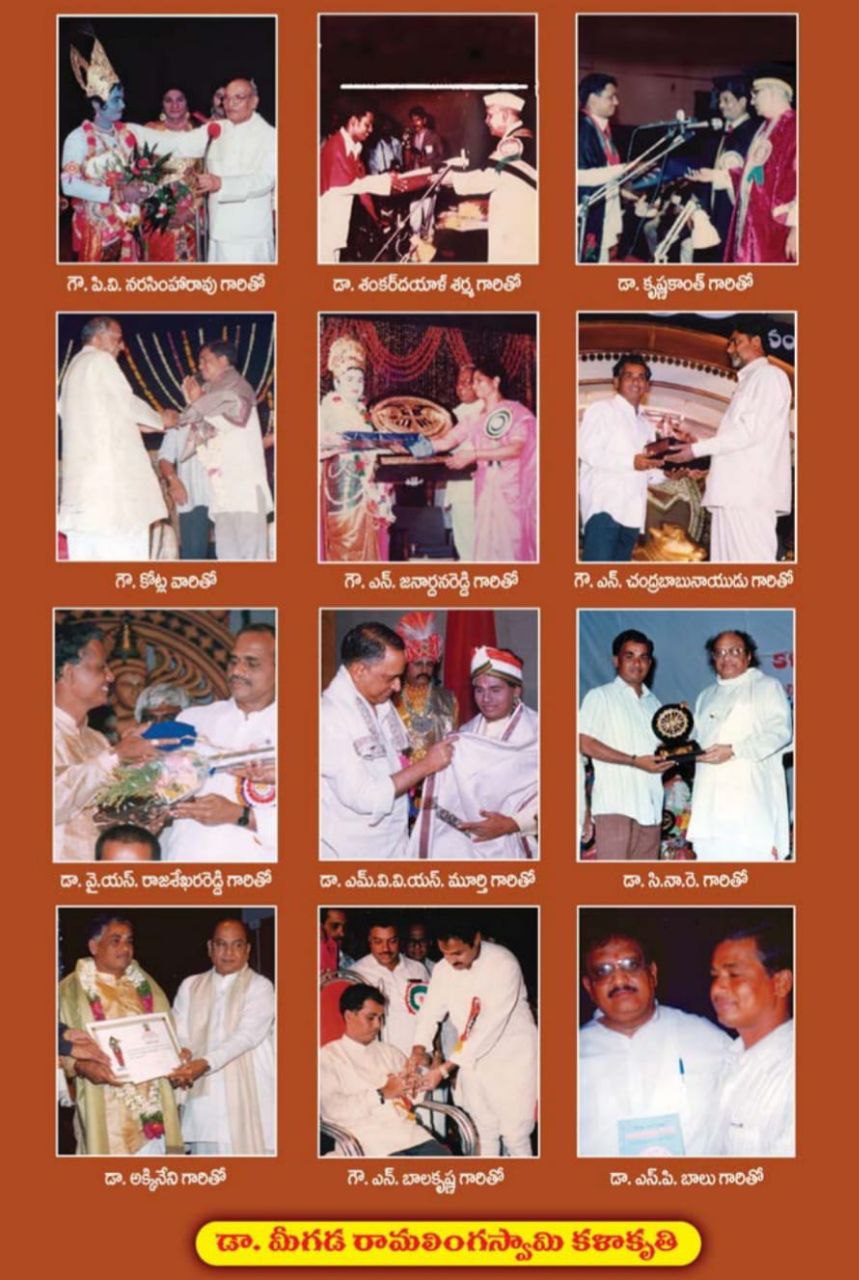 గౌ. పి.వి. నరసింహారావు గారితో
డా. శంకర్‌దయాళ్ శర్మ గారితో
డా. కృష్ణకాంత్ గారితో
గౌ. కోట్ల వారితో
గౌ. ఎన్. జనార్ధనరెడ్డి గారితో
గౌ. ఎన్. చంద్రబాబునాయుడు గారితో
డా. వై.యస్. రాజశేఖరరెడ్డి గారితో
డా. ఎమ్.వి.వి.యస్. మూర్తి గారితో
డా. సి.నా.రె. గారితో
డా. అక్కినేని గారితో
గౌ. ఎన్. బాలకృష్ణ గారితో
డా. ఎస్.పి. బాలు గారితో
డా. మీగడ రామలింగస్వామి కళాకృతి